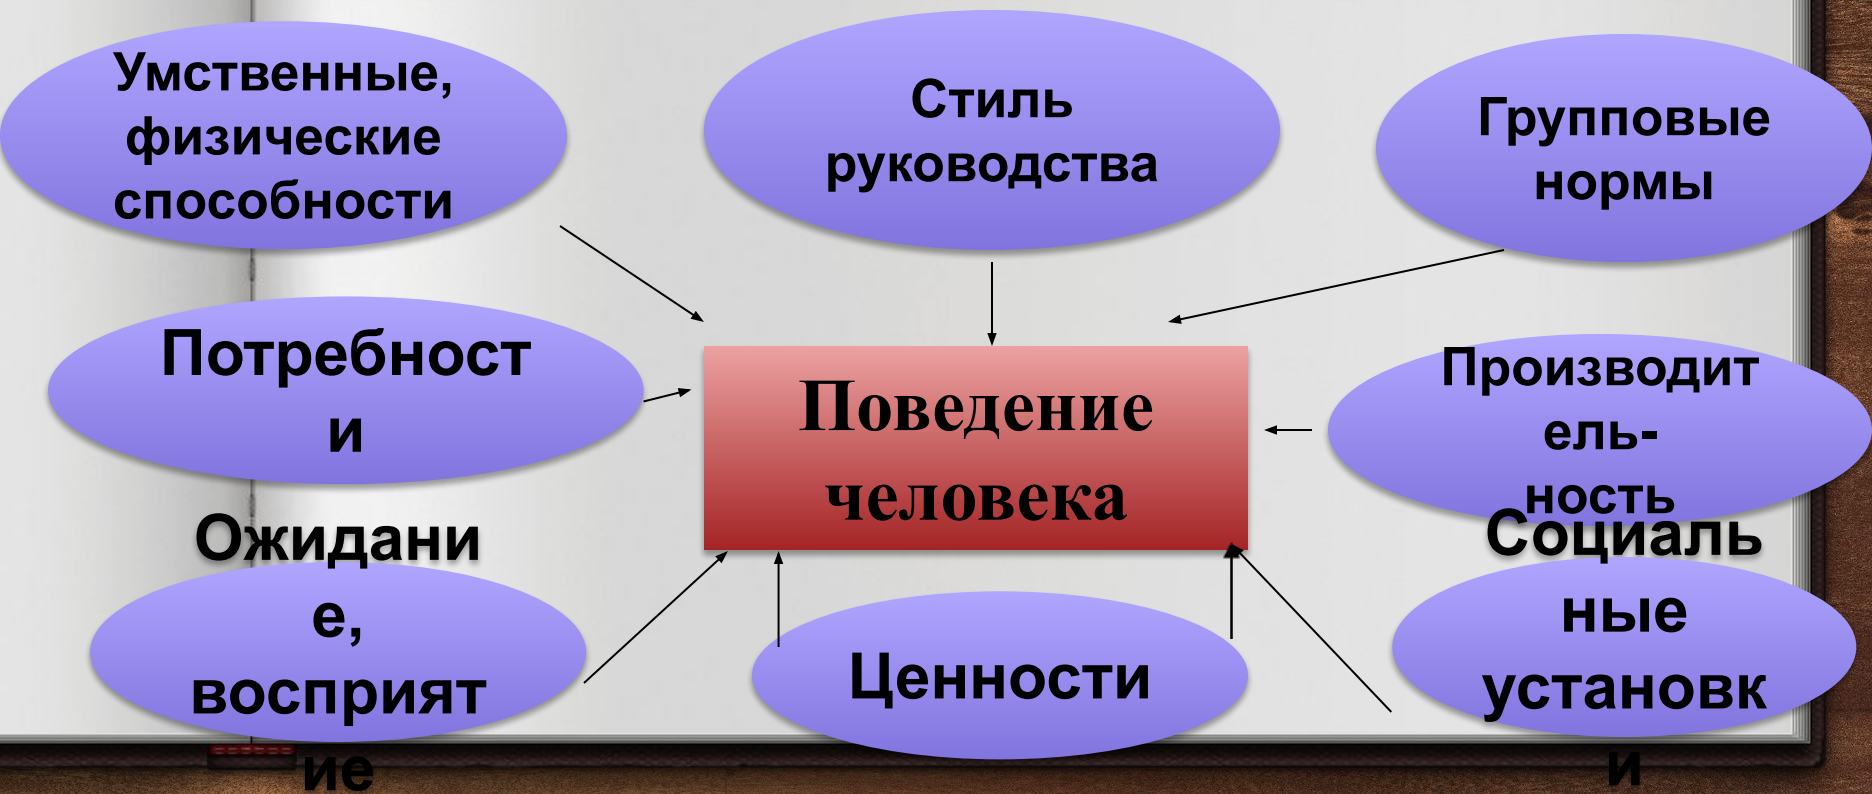 Умственные,
физические
способности
Стиль
руководства
Групповые
нормы
Потребност
и
Поведение
человека
Производит
ель-
ность
Ожидани
е,
восприят
ие
Ценности
Социаль
ные
установк
и